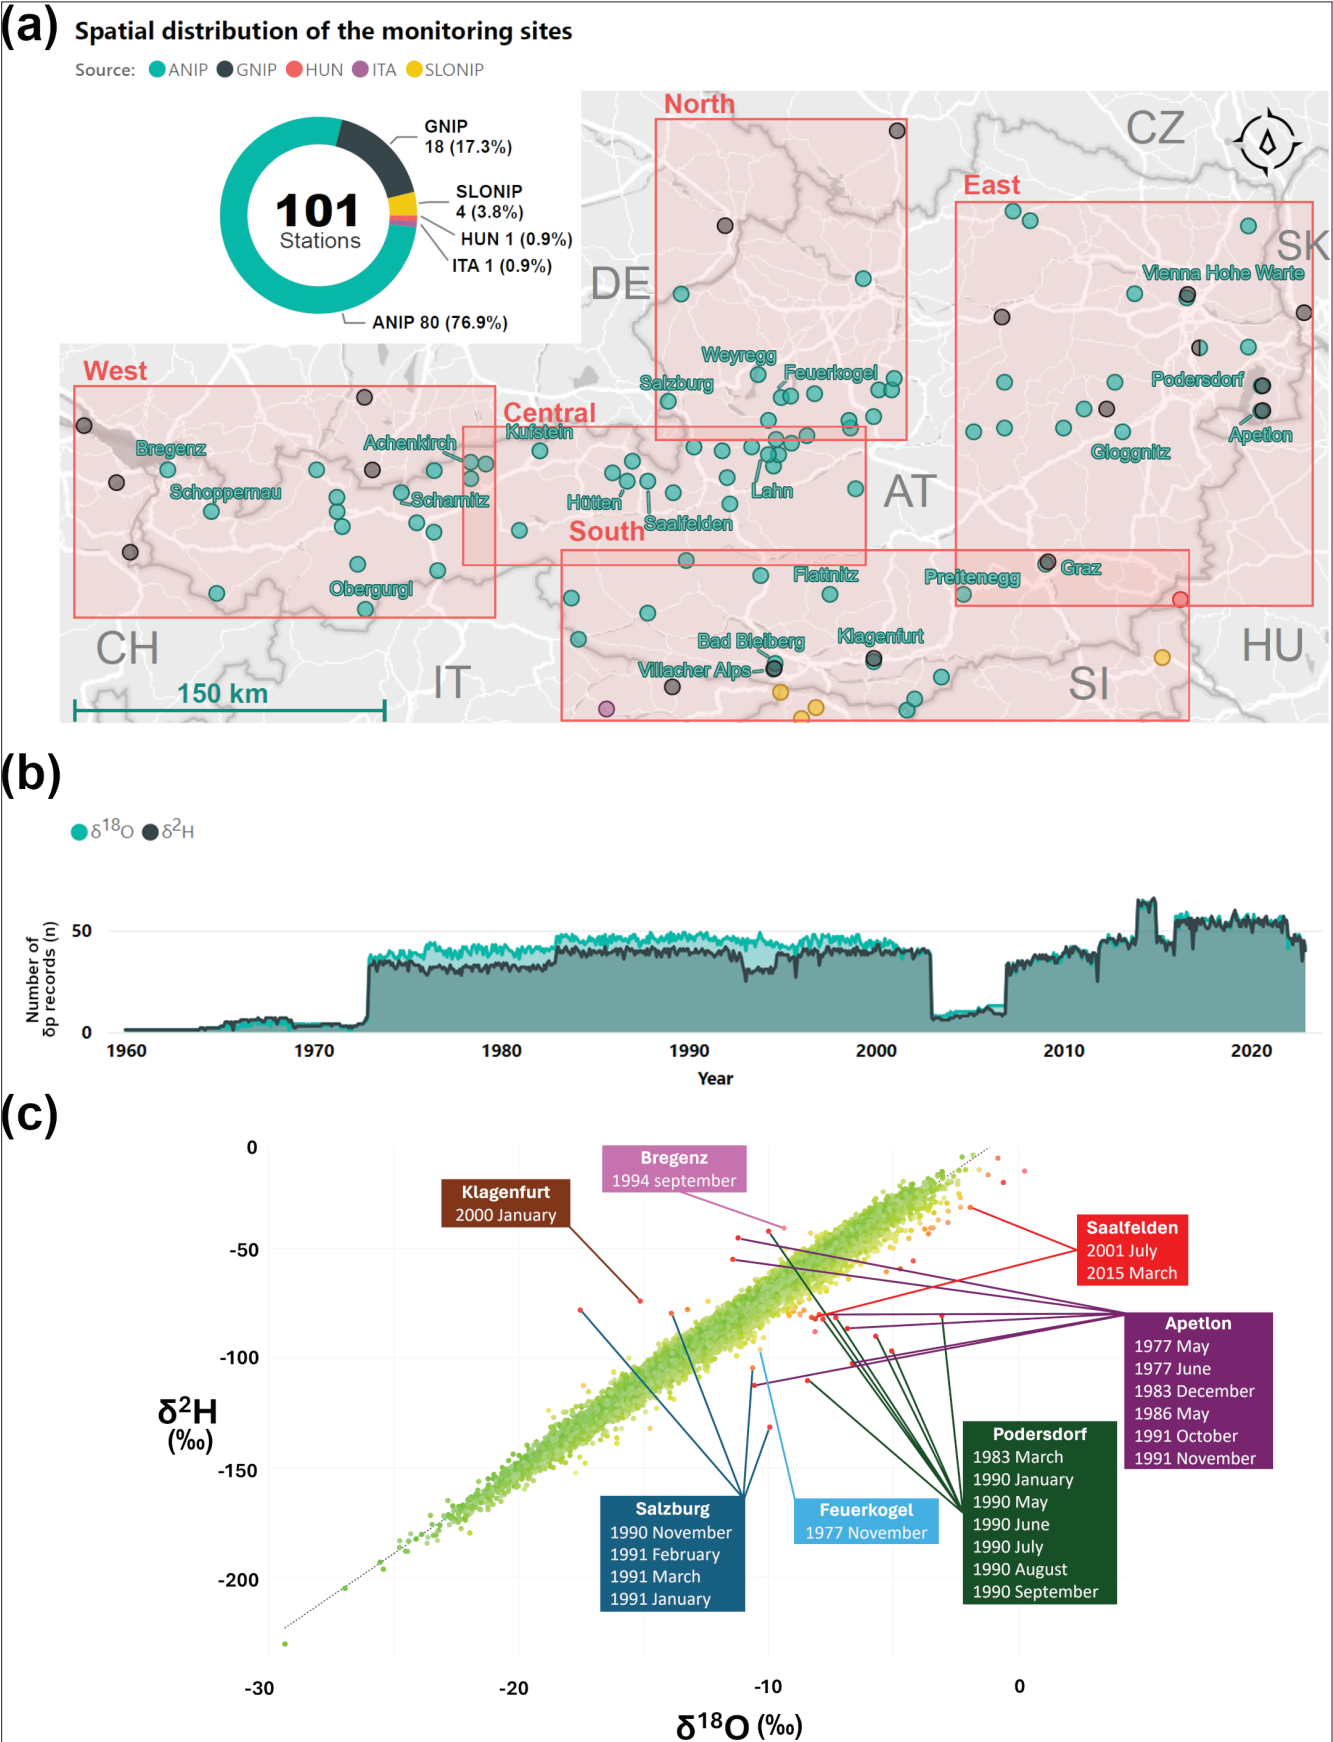 (a)
Spatial distribution of the monitoring sites
Source: ANIP GNIP HUN ITA SLONIP
GNIP
18 (17.3%)
SLONIP
4 (3.8%)
HUN 1 (0.9%)
ITA 1 (0.9%)
ANIP 80 (76.9%)
101
Stations
North
CZ
East
SK
DE
Vienna Hohe Warte
Weyregg
Feuerkogel
Salzburg
Podersdorf
Apetlon
Gloggnitz
West
Central
Kufstein
Bregenz
Achenkirch
Schoppernau
Scharnitz
Hütten
Lahn
AT
Saalfelden
South
Obergurgl
Flattnitz
Preitenegg
Graz
Bad Bleiberg
Klagenfurt
Villacher Alps
CH
IT
SI
HU
150 km
(b)
δ18O δ2H
Number of
δp records (n)
50
0
1960
1970
1980
1990
2000
2010
2020
Year
(c)
0
-50
-100
-150
-200
δ2H
(‰)
Bregenz
1994 september
Klagenfurt
2000 January
Saalfelden
2001 July
2015 March
Apetlon
1977 May
1977 June
1983 December
1986 May
1991 October
1991 November
Podersdorf
1983 March
1990 January
1990 May
1990 June
1990 July
1990 August
1990 September
Salzburg
1990 November
1991 February
1991 March
1991 January
Feuerkogel
1977 November
-30
-20
-10
0
δ18O (‰)